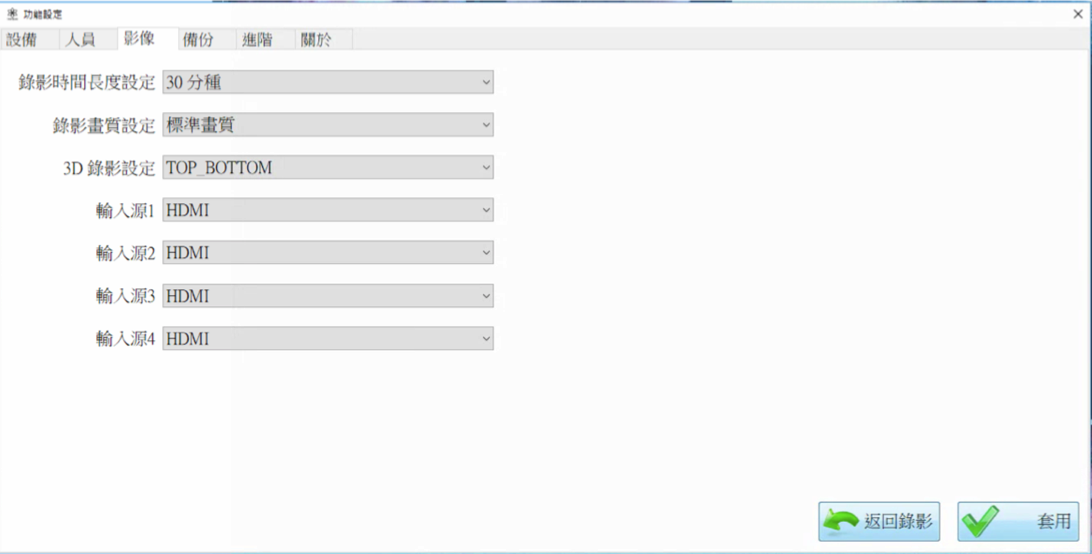 功能設定
設備 人員 影像 備份 進階 關於
錄影時間長度設定 30 分種
錄影畫質設定 標準畫質
3D 錄影設定 TOP_BOTTOM
輸入源1 HDMI
輸入源2 HDMI
輸入源3 HDMI
輸入源4 HDMI
返回錄影 套用